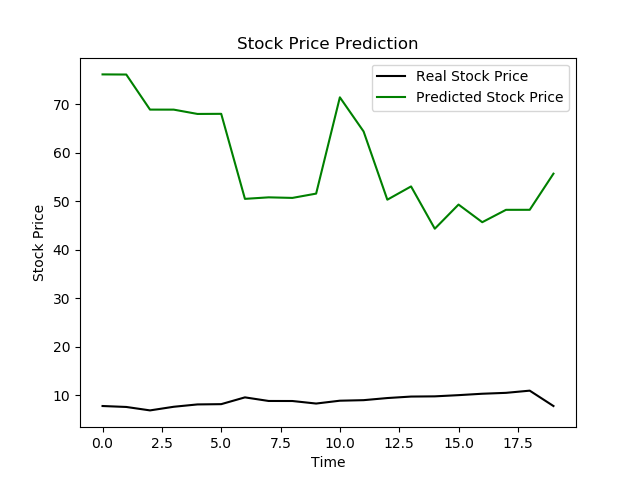 Stock Price Prediction
Real Stock Price
Predicted Stock Price
Stock Price
70
60
50
40
30
20
10
0.0 2.5 5.0 7.5 10.0 12.5 15.0 17.5
Time